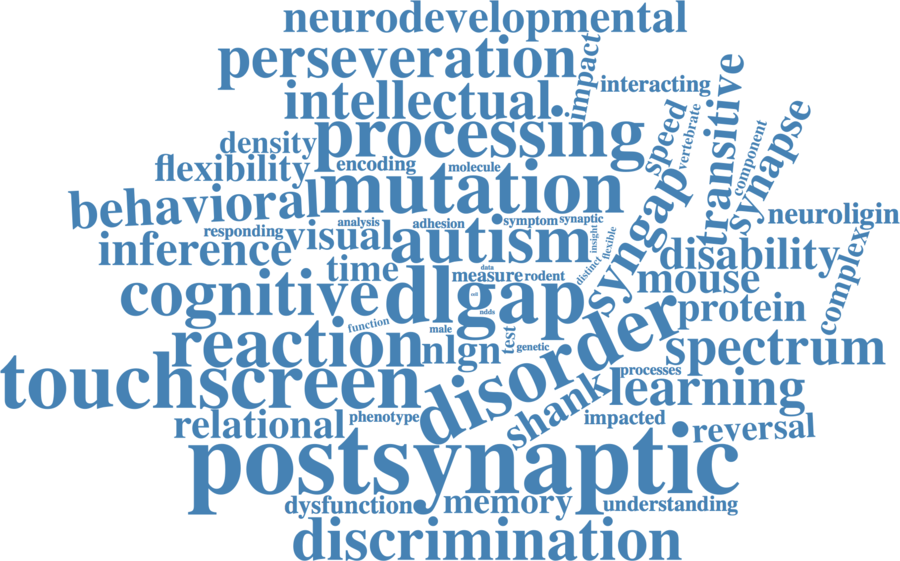 neurodevelopmental
perseveration
impact
interacting
intellectual
transitive
processing
speed
vertebrate
component
synapse
density
flexibility
encoding
molecule
mutation
behavioral
syngap
neuroligin
responding
analysis
adhesion
symptom
synaptic
insight
flexible
visual
autism
inference
disability
complex
time
data
measure
rodent
distinct
mouse
cognitive
dlgap
ndd
ndds
protein
function
male
disorder
reaction
nlgn
test
genetic
spectrum
touchscreen
processes
learning
shank
relational
phenotype
impacted
reversal
postsynaptic
dysfunction
memory
understanding
discrimination